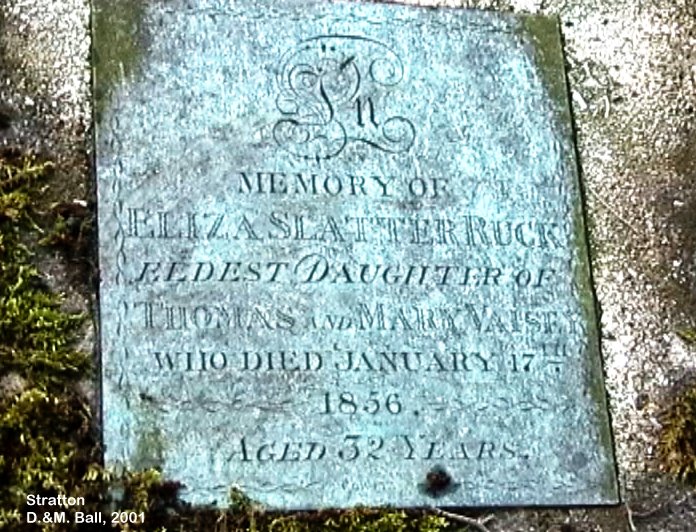 In
MEMORY OF
ELIZA SLATTER RUCK
ELDEST DAUGHTER OF
THOMAS AND MARY VAISEY
WHO DIED JANUARY 17TH
1856.
AGED 32 YEARS.
Stratton
D.&M. Ball, 2001